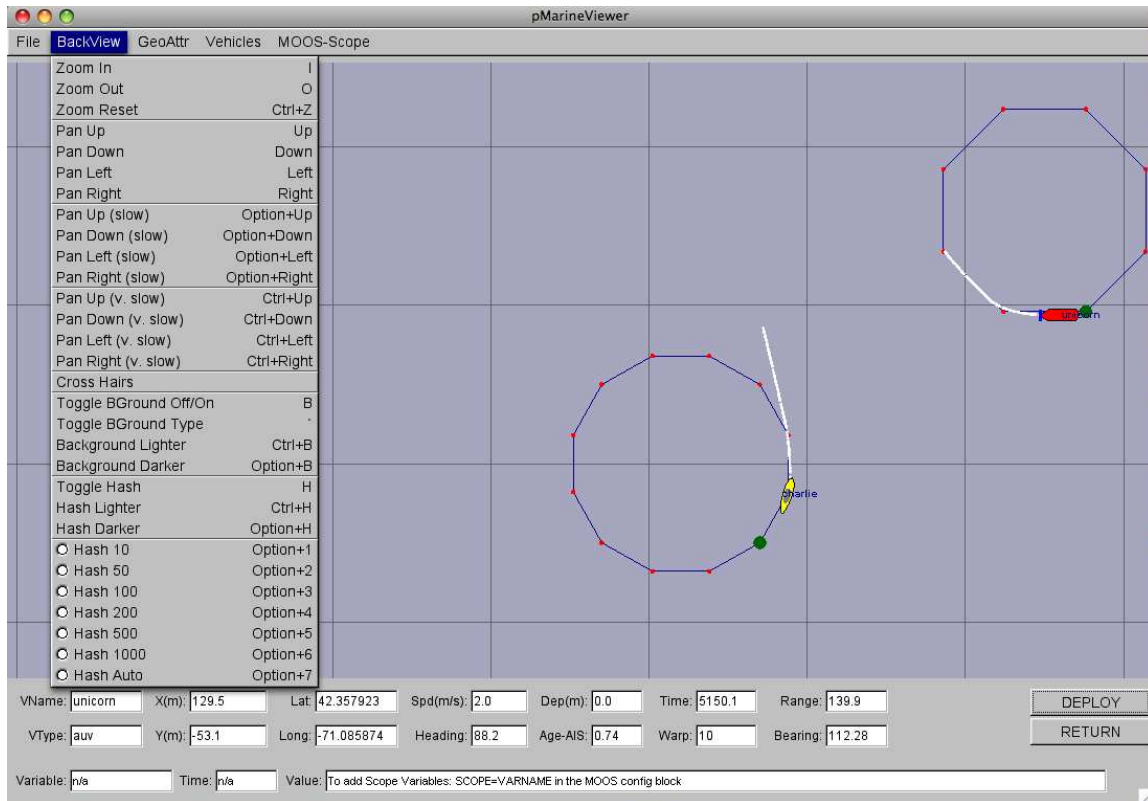 pMarineViewer
File BackView GeoAttr Vehicles MOOS-Scope
Zoom In I
Zoom Out O
Zoom Reset Ctrl+Z
Pan Up Up
Pan Down Down
Pan Left Left
Pan Right Right
Pan Up (slow) Option+Up
Pan Down (slow) Option+Down
Pan Left (slow) Option+Left
Pan Right (slow) Option+Right
Pan Up (v. slow) Ctrl+Up
Pan Down (v. slow) Ctrl+Down
Pan Left (v. slow) Ctrl+Left
Pan Right (v. slow) Ctrl+Right
Cross Hairs
Toggle BGround Off/On B
Toggle BGround Type `
Background Lighter Ctrl+B
Background Darker Option+B
Toggle Hash H
Hash Lighter Ctrl+H
Hash Darker Option+H
Hash 10 Option+1
Hash 50 Option+2
Hash 100 Option+3
Hash 200 Option+4
Hash 500 Option+5
Hash 1000 Option+6
Hash Auto Option+7
unicorn
charlie
VName: unicorn X(m): 129.5 Lat: 42.357923 Spd(m/s): 2.0 Dep(m): 0.0 Time: 5150.1 Range: 139.9 DEPLOY
VType: auv Y(m): -53.1 Long: -71.085874 Heading: 88.2 Age-AIS: 0.74 Warp: 10 Bearing: 112.28 RETURN
Variable: n/a Time: n/a Value: To add Scope Variables: SCOPE=VARNAME in the MOOS config block